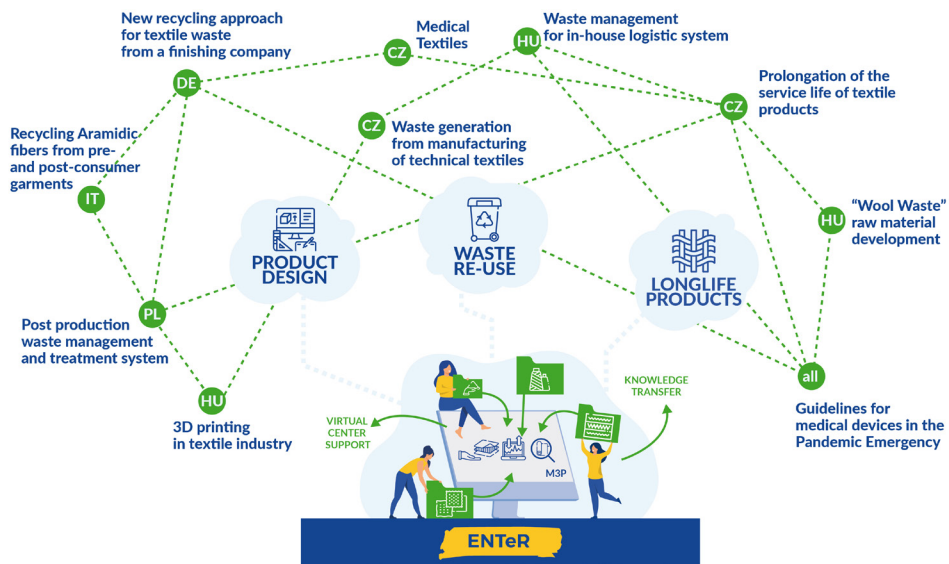 New recycling approach
for textile waste
from a finishing company
DE
Medical
Textiles
CZ
Waste management
for in-house logistic system
HU
Prolongation of the
service life of textile
products
CZ
Recycling Aramidic
fibers from pre-
and post-consumer
garments
IT
CZ
Waste generation
from manufacturing
of technical textiles
"Wool Waste"
raw material
development
HU
PRODUCT
DESIGN
WASTE
RE-USE
LONGLIFE
PRODUCTS
PL
Post production
waste management
and treatment system
HU
3D printing
in textile industry
all
Guidelines for
medical devices in the
Pandemic Emergency
VIRTUAL
CENTER
SUPPORT
KNOWLEDGE
TRANSFER
M3P
ENTeR